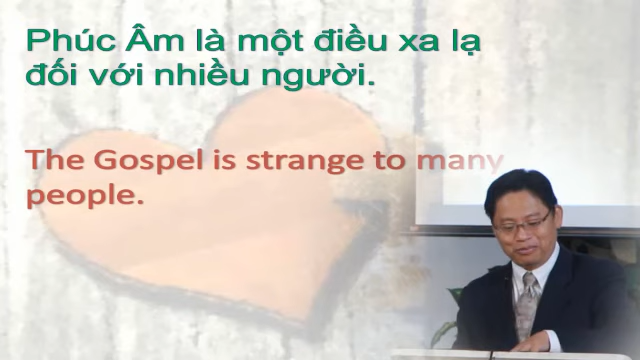 Phúc Âm là một điều xa lạ
đối với nhiều người.
The Gospel is strange to many
people.